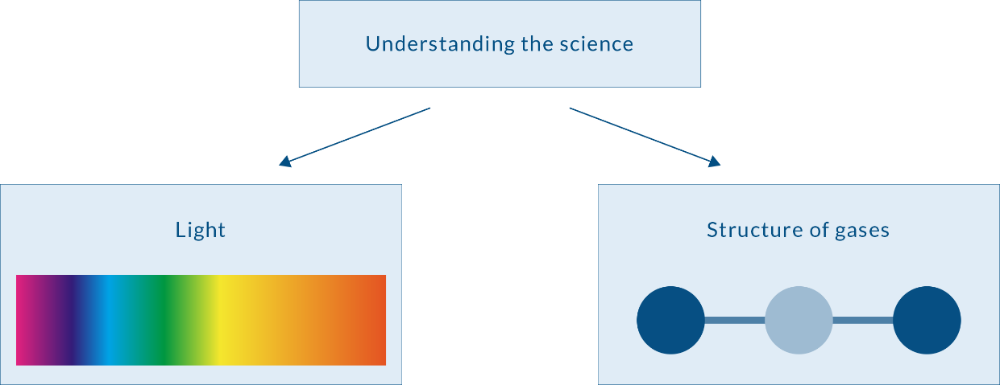 Understanding the science
Light
Structure of gases